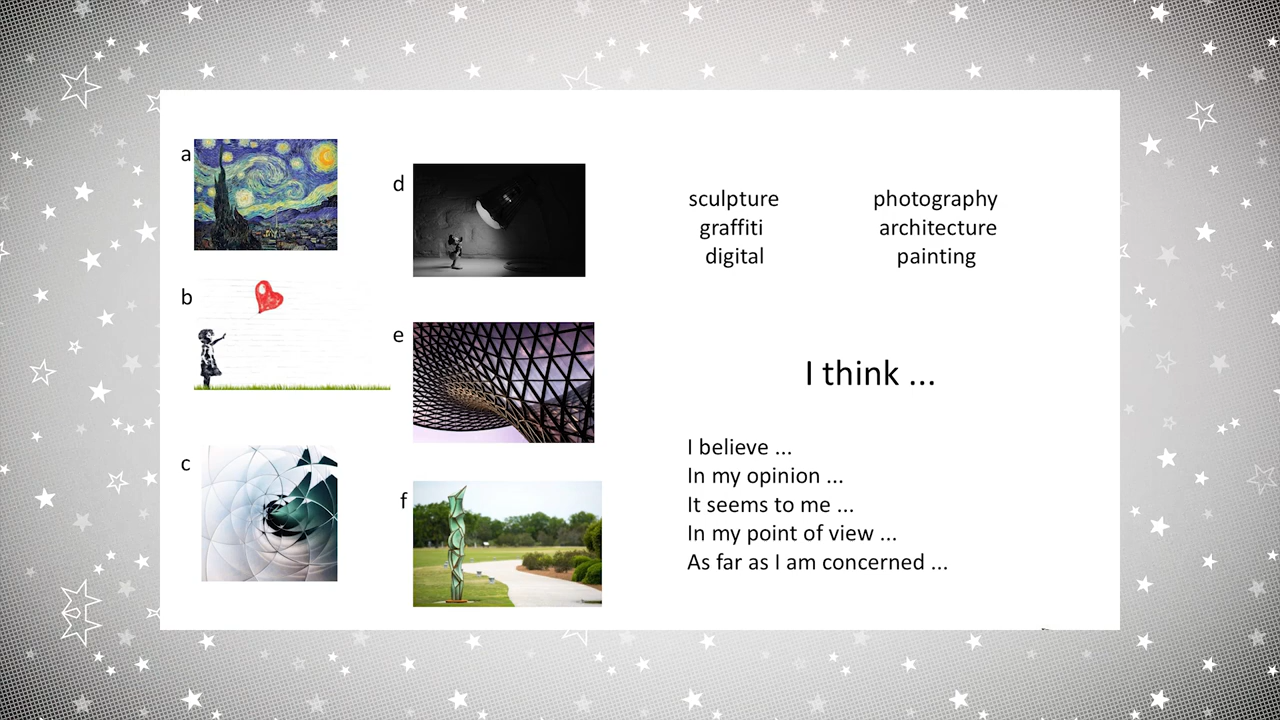 a
b
c
d
e
f
sculpture
graffiti
digital
photography
architecture
painting
I think ...
I believe ...
In my opinion ...
It seems to me ...
In my point of view ...
As far as I am concerned ...